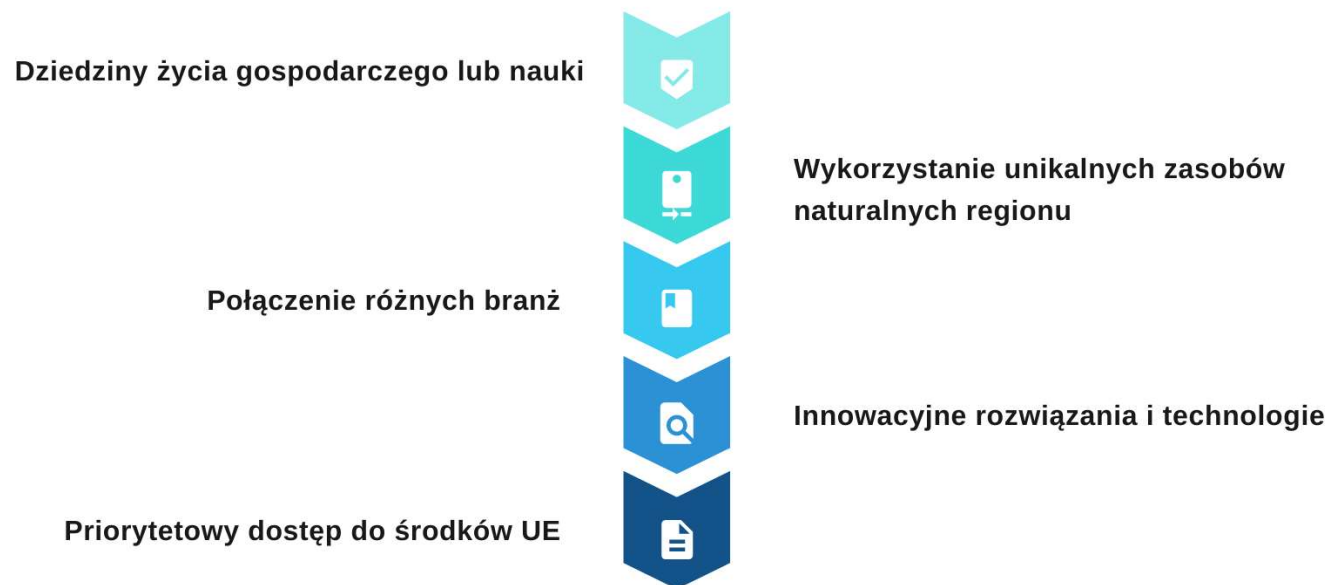 Dziedziny życia gospodarczego lub nauki
Wykorzystanie unikalnych zasobów
naturalnych regionu
Połączenie różnych branż
Innowacyjne rozwiązania i technologie
Priorytetowy dostęp do środków UE